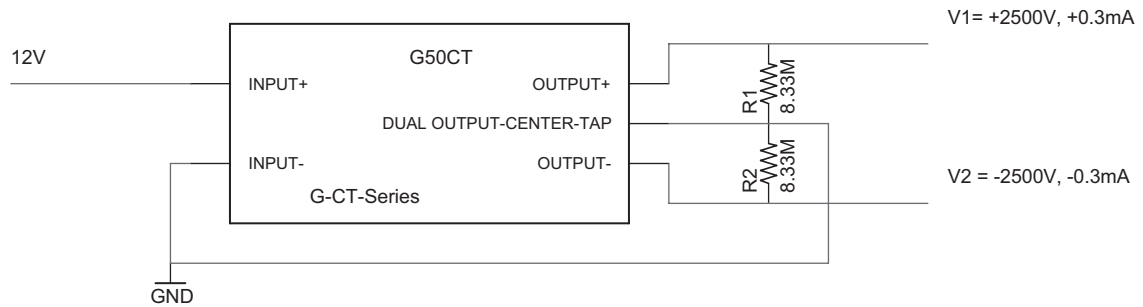 V1= +2500V, +0.3mA
12V
G50CT
INPUT+
OUTPUT+
R1
8.33M
DUAL OUTPUT-CENTER-TAP
INPUT-
OUTPUT-
R2
8.33M
V2 = -2500V, -0.3mA
G-CT-Series
GND